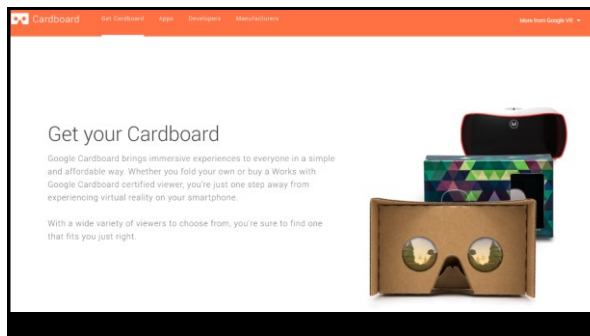 Cardboard
Get Cardboard Apps Developers Manufacturers
More from Google VR
Get your Cardboard
Google Cardboard brings immersive experiences to everyone in a simple
and affordable way. Whether you fold your own or buy a Works with
Google Cardboard certified viewer, you're just one step away from
experiencing virtual reality on your smartphone.
With a wide variety of viewers to choose from, you're sure to find one
that fits you just right.